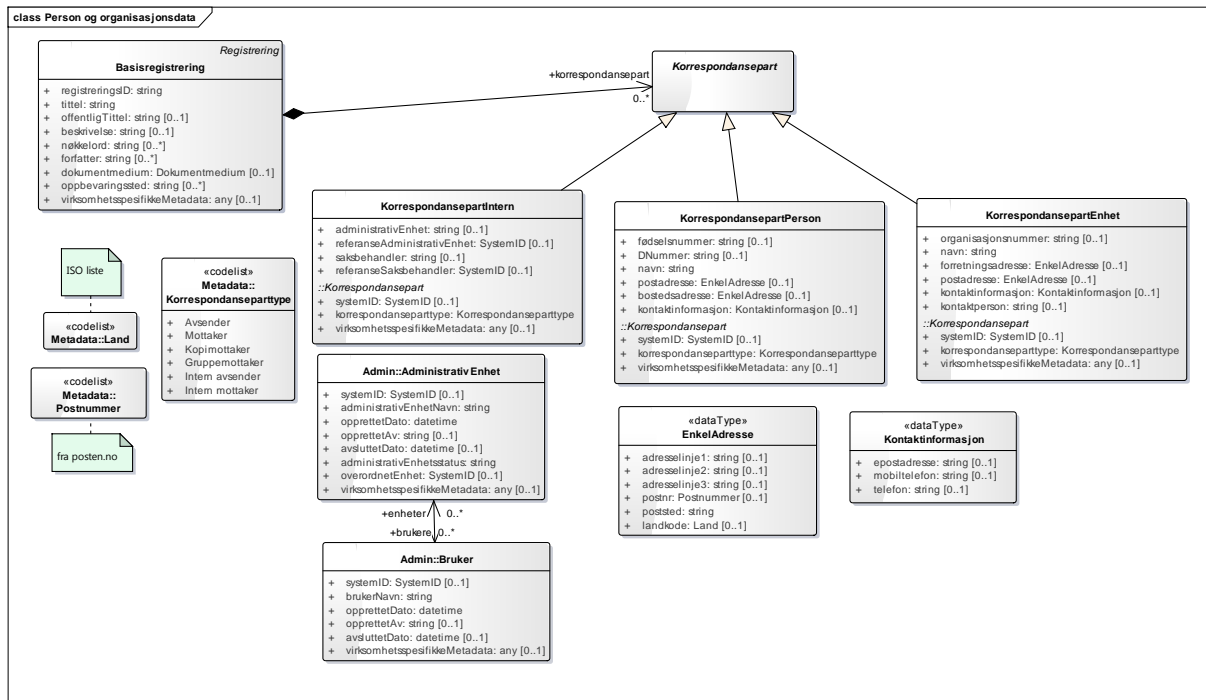 class Person og organisasjonsdata
Registrering
Basisregistrering
+ registreringsID: string
+ tittel: string
+ offentligTittel: string [0..1]
+ beskrivelse: string [0..1]
+ nøkkelord: string [0..*]
+ forfatter: string [0..*]
+ dokumentmedium: Dokumentmedium [0..1]
+ oppbevaringssted: string [0..*]
+ virksomhetsspesifikkeMetadata: any [0..1]
+korrespondansepart
0..*
Korrespondansepart
KorrespondansepartIntern
+ administrativEnhet: string [0..1]
+ referanseAdministrativEnhet: SystemID [0..1]
+ saksbehandler: string [0..1]
+ referanseSaksbehandler: SystemID [0..1]
::Korrespondansepart
+ systemID: SystemID [0..1]
+ korrespondanseparttype: Korrespondanseparttype
+ virksomhetsspesifikkeMetadata: any [0..1]
KorrespondansepartPerson
+ fødselsnummer: string [0..1]
+ DNummer: string [0..1]
+ navn: string
+ postadresse: EnkelAdresse [0..1]
+ bostedsadresse: EnkelAdresse [0..1]
+ kontaktinformasjon: Kontaktinformasjon [0..1]
::Korrespondansepart
+ systemID: SystemID [0..1]
+ korrespondanseparttype: Korrespondanseparttype
+ virksomhetsspesifikkeMetadata: any [0..1]
KorrespondansepartEnhet
+ organisasjonsnummer: string [0..1]
+ navn: string
+ forretningsadresse: EnkelAdresse [0..1]
+ postadresse: EnkelAdresse [0..1]
+ kontaktinformasjon: Kontaktinformasjon [0..1]
+ kontaktperson: string [0..1]
::Korrespondansepart
+ systemID: SystemID [0..1]
+ korrespondanseparttype: Korrespondanseparttype
+ virksomhetsspesifikkeMetadata: any [0..1]
ISO liste
«codelist»
Metadata::Land
«codelist»
Metadata::
Postnummer
fra posten.no
«codelist»
Metadata::
Korrespondanseparttype
+ Avsender
+ Mottaker
+ Kopimottaker
+ Gruppemottaker
+ Intern avsender
+ Intern mottaker
Admin::AdministrativEnhet
+ systemID: SystemID [0..1]
+ administrativEnhetNavn: string
+ opprettetDato: datetime
+ opprettetAv: string [0..1]
+ avsluttetDato: datetime [0..1]
+ administrativEnhetsstatus: string
+ overordnetEnhet: SystemID [0..1]
+ virksomhetsspesifikkeMetadata: any [0..1]
+enheter 0..*
+brukere 0..*
Admin::Bruker
+ systemID: SystemID [0..1]
+ brukerNavn: string
+ opprettetDato: datetime
+ opprettetAv: string [0..1]
+ avsluttetDato: datetime [0..1]
+ virksomhetsspesifikkeMetadata: any [0..1]
«dataType»
EnkelAdresse
+ adresselinje1: string [0..1]
+ adresselinje2: string [0..1]
+ adresselinje3: string [0..1]
+ postnr: Postnummer [0..1]
+ poststed: string
+ landkode: Land [0..1]
«dataType»
Kontaktinformasjon
+ epostadresse: string [0..1]
+ mobiltelefon: string [0..1]
+ telefon: string [0..1]